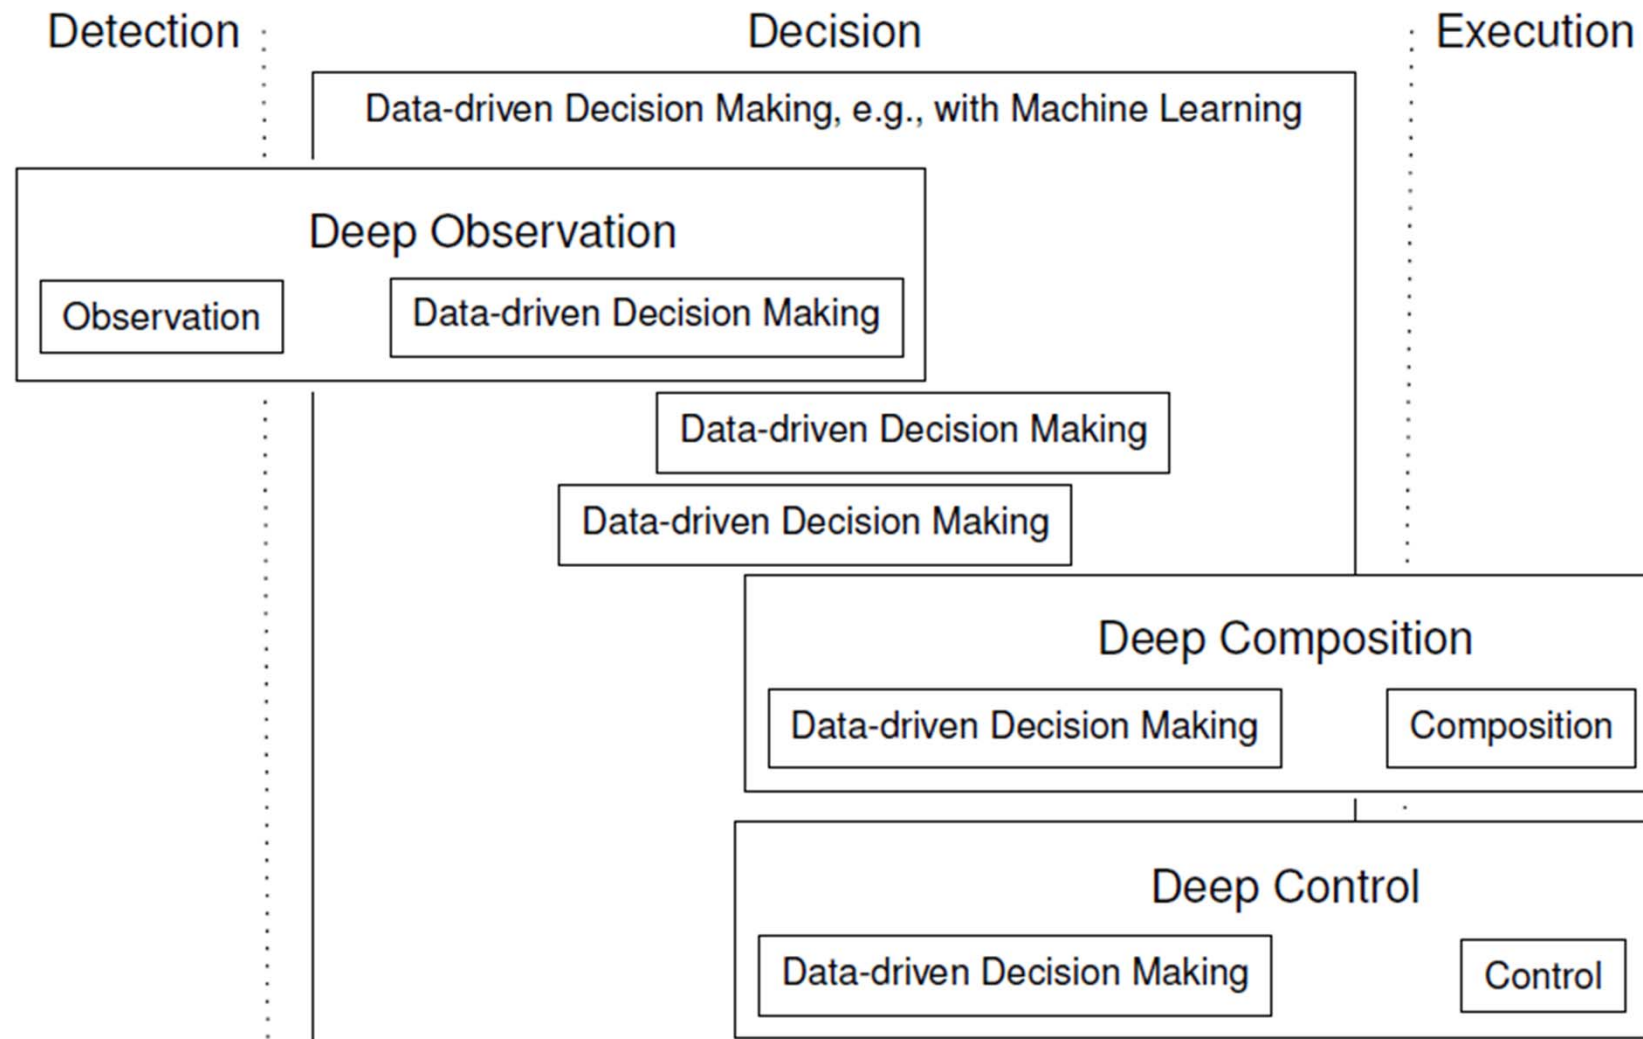 Detection
Decision
Execution
Data-driven Decision Making, e.g., with Machine Learning
Deep Observation
Observation
Data-driven Decision Making
Data-driven Decision Making
Data-driven Decision Making
Deep Composition
Data-driven Decision Making
Composition
Deep Control
Data-driven Decision Making
Control